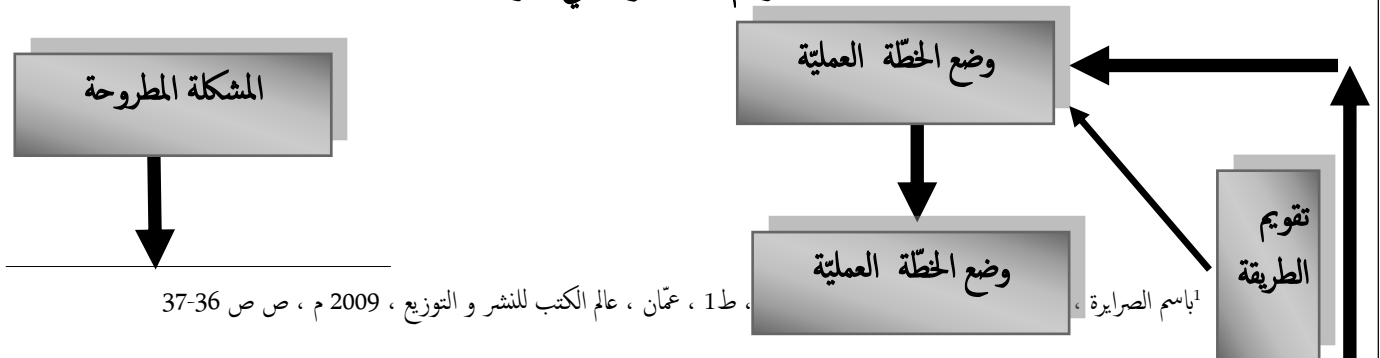 وضع الخطّة العمليّة
المشكلة المطروحة
وضع الخطّة العمليّة
تقويم
الطريقة
1باسم الصرايرة ، ، ط1 ، عمّان ، عالم الكتب للنشر و التوزيع ، 2009 م ، ص ص 36-37